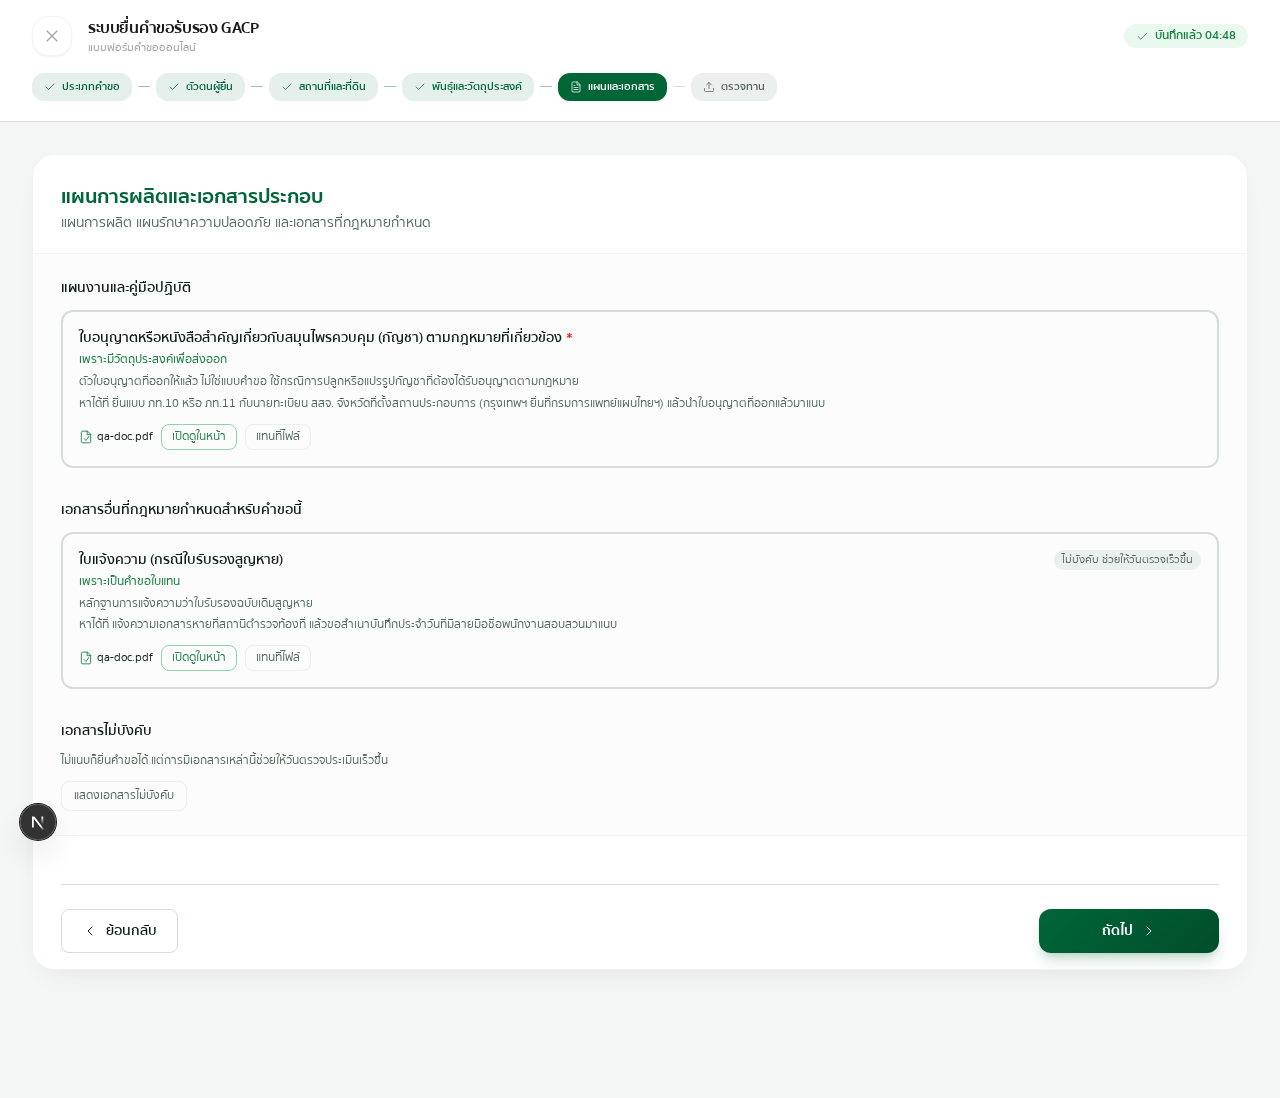 ระบบยื่นคำขอรับรอง GACP
แบบฟอร์มคำขอออนไลน์
บันทึกแล้ว 04:48
ประเภทคำขอ
ตัวตนผู้ยื่น
สถานที่และที่ดิน
พันธุ์และวัตถุประสงค์
แผนและเอกสาร
ตรวจทาน
แผนการผลิตและเอกสารประกอบ
แผนการผลิต แผนรักษาความปลอดภัย และเอกสารที่กฎหมายกำหนด
แผนงานและคู่มือปฏิบัติ
ใบอนุญาตหรือหนังสือสำคัญเกี่ยวกับสมุนไพรควบคุม (กัญชา) ตามกฎหมายที่เกี่ยวข้อง *
เพราะมีวัตถุประสงค์เพื่อส่งออก
ตัวใบอนุญาตที่ออกให้แล้ว ไม่ใช่แบบคำขอ ใช้กรณีการปลูกหรือแปรรูปกัญชาที่ต้องได้รับอนุญาตตามกฎหมาย
หาได้ที่ ยื่นแบบ ภท.10 หรือ ภท.11 กับนายทะเบียน สสจ. จังหวัดที่ตั้งสถานประกอบการ (กรุงเทพฯ ยื่นที่กรมการแพทย์แผนไทยฯ) แล้วนำใบอนุญาตที่ออกแล้วมาแนบ
qa-doc.pdf
เปิดดูในหน้า
แทนที่ไฟล์
เอกสารอื่นที่กฎหมายกำหนดสำหรับคำขอนี้
ใบแจ้งความ (กรณีใบรับรองสูญหาย)
ไม่บังคับ ช่วยให้วันตรวจเร็วขึ้น
เพราะเป็นคำขอใบแทน
หลักฐานการแจ้งความว่าใบรับรองฉบับเดิมสูญหาย
หาได้ที่ แจ้งความเอกสารหายที่สถานีตำรวจท้องที่ แล้วขอสำเนาบันทึกประจำวันที่มีลายมือชื่อพนักงานสอบสวนมาแนบ
qa-doc.pdf
เปิดดูในหน้า
แทนที่ไฟล์
เอกสารไม่บังคับ
ไม่แนบก็ยื่นคำขอได้ แต่การมีเอกสารเหล่านี้ช่วยให้วันตรวจประเมินเร็วขึ้น
แสดงเอกสารไม่บังคับ
N
ย้อนกลับ
ถัดไป